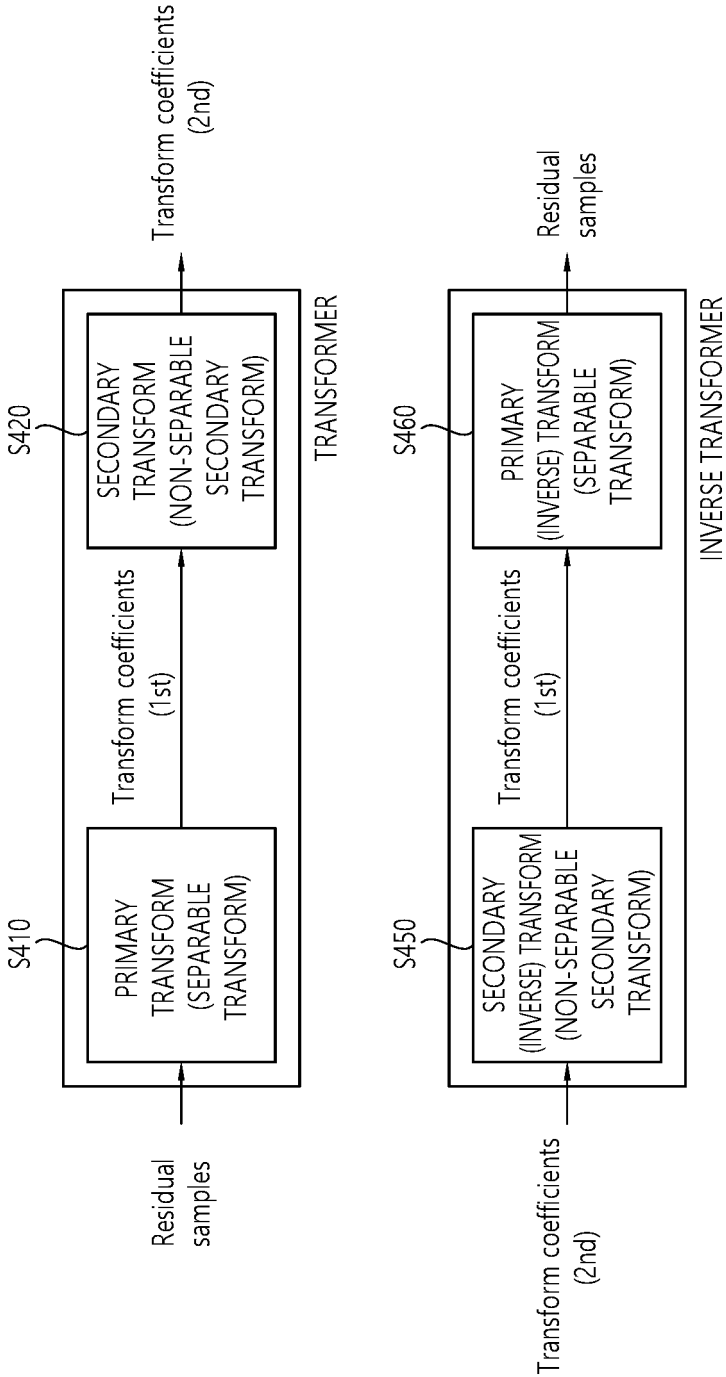 S410
S420
Residual
samples
PRIMARY
TRANSFORM
(SEPARABLE
TRANSFORM)
Transform coefficients
(1st)
SECONDARY
TRANSFORM
(NON-SEPARABLE
SECONDARY
TRANSFORM)
Transform coefficients
(2nd)
TRANSFORMER
S450
S460
Transform coefficients
(2nd)
SECONDARY
(INVERSE) TRANSFORM
(NON-SEPARABLE
SECONDARY
TRANSFORM)
Transform coefficients
(1st)
PRIMARY
(INVERSE) TRANSFORM
(SEPARABLE
TRANSFORM)
Residual
samples
INVERSE TRANSFORMER